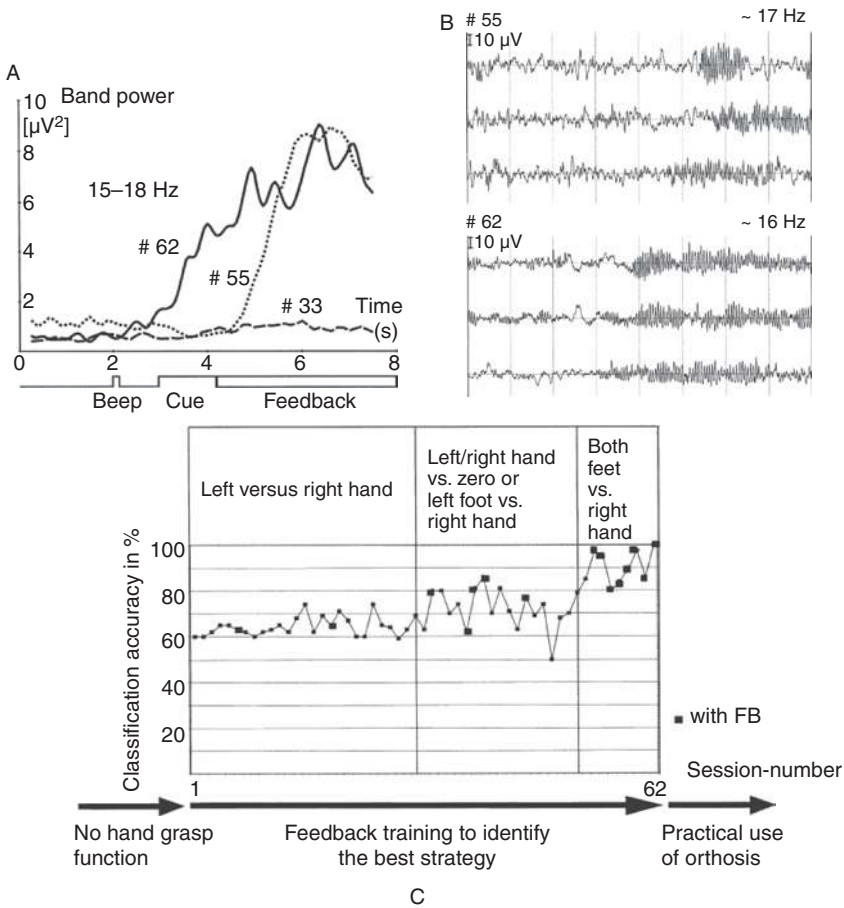 A
10 Band power
[µV2]
8
15–18 Hz
6
# 62
4
# 55
# 33
Time
(s)
2
0 2 4 6 8
Beep Cue Feedback
B
# 55 ~ 17 Hz
10 µV
# 62 ~ 16 Hz
10 µV
Left versus right hand
Left/right hand
vs. zero or
left foot vs.
right hand
Both
feet
vs.
right
hand
Classification accuracy in %
100
80
60
40
20
with FB
1 62
Session-number
No hand grasp
function
Feedback training to identify
the best strategy
Practical use
of orthosis
C